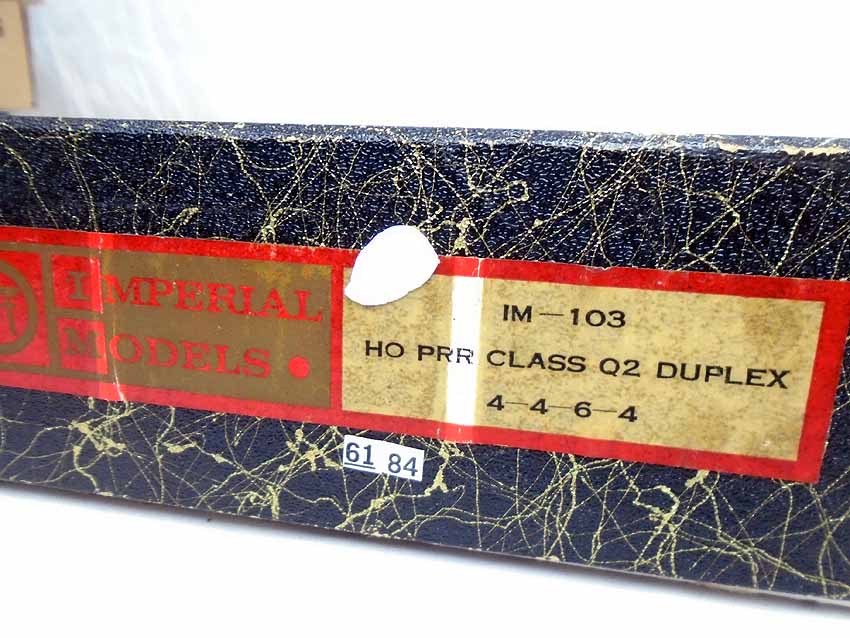 IMPERIAL
MODELS
IM-103
HO PRR CLASS Q2 DUPLEX
4-4-6-4
61 84